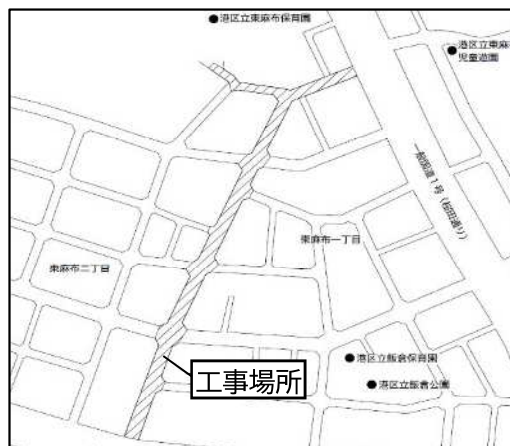 ●港区立東麻布保育園
●港区立東麻布
児童遊園
一般国道1号(桜田通り)
東麻布一丁目
東麻布二丁目
●港区立飯倉保育園
●港区立飯倉公園
工事場所